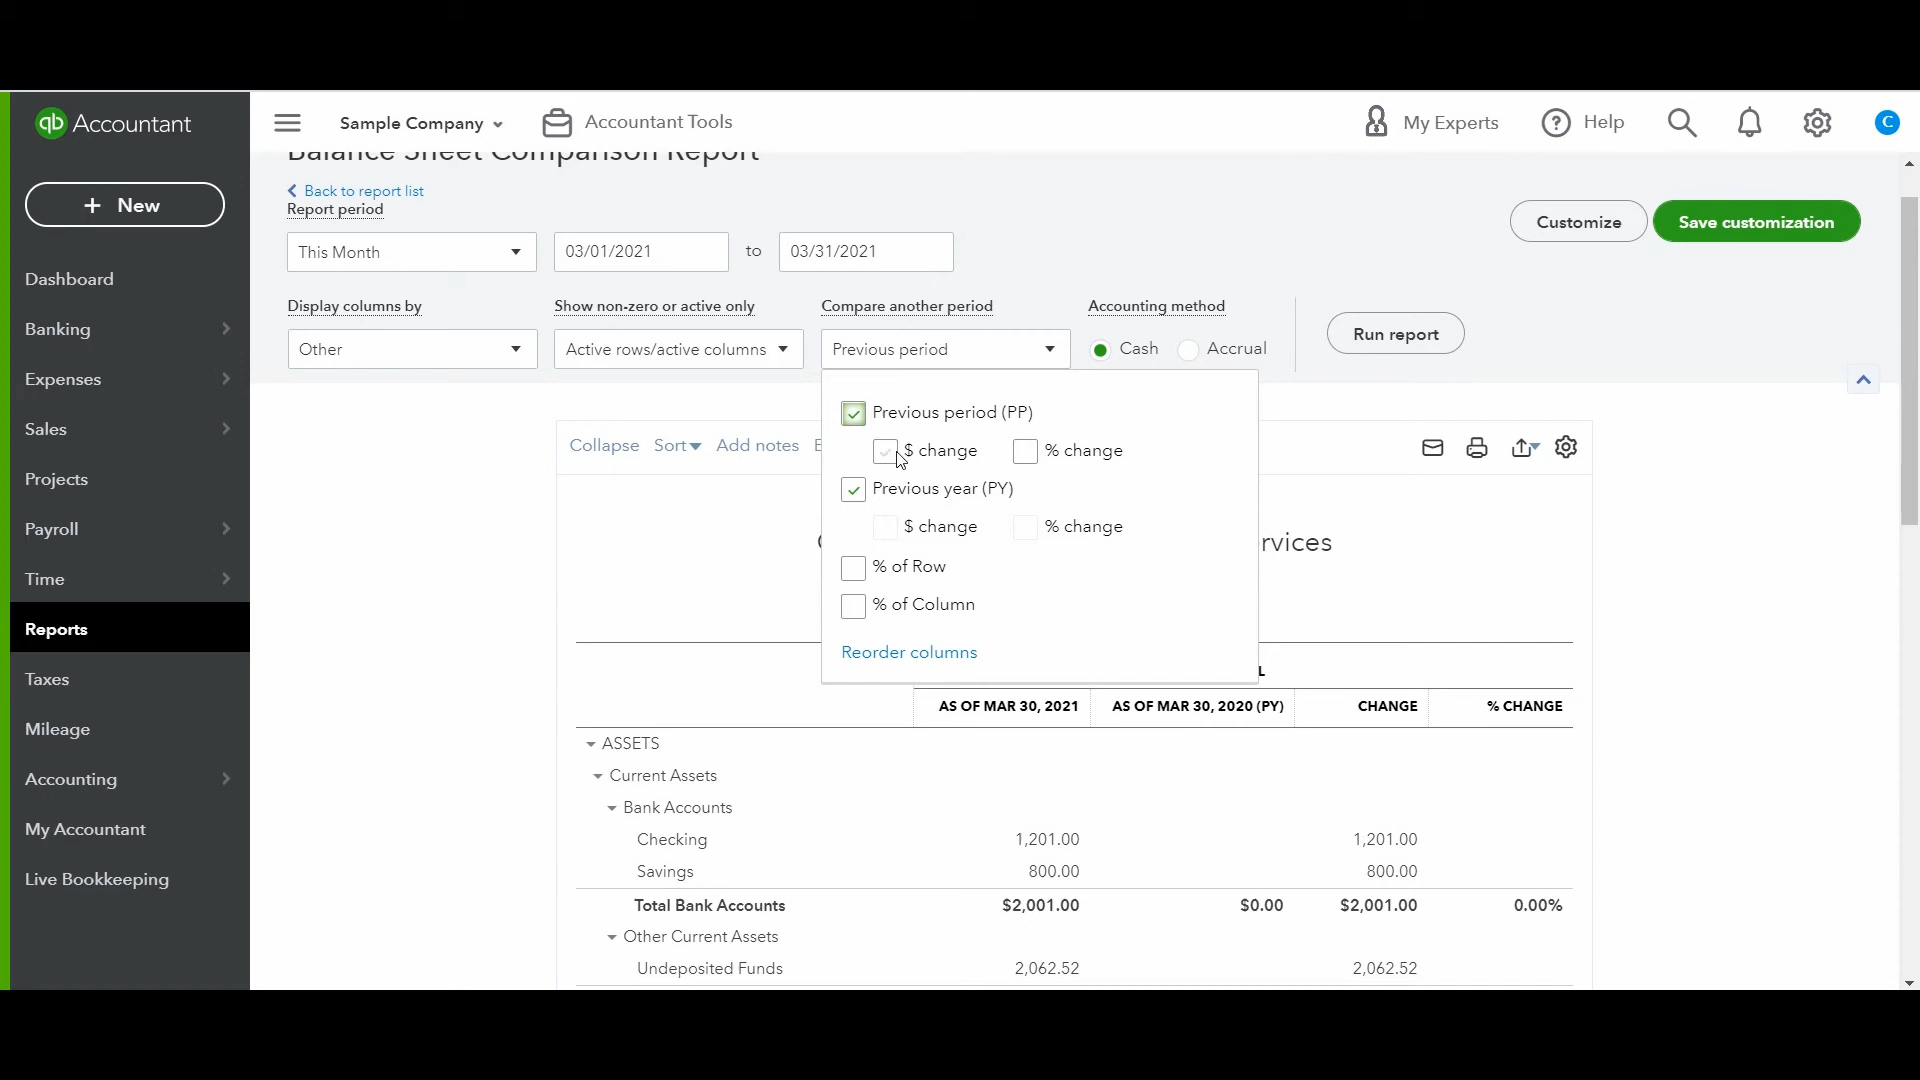 qb Accountant
Sample Company
Accountant Tools
My Experts
Help
C
Balance Sheet Comparison Report
+ New
Back to report list
Report period
This Month
03/01/2021
to
03/31/2021
Customize
Save customization
Display columns by
Show non-zero or active only
Compare another period
Accounting method
Other
Active rows/active columns
Previous period
Cash
Accrual
Run report
Dashboard
Banking
Expenses
Sales
Projects
Payroll
Time
Reports
Taxes
Mileage
Accounting
My Accountant
Live Bookkeeping
Collapse
Sort
Add notes
E
Previous period (PP)
$ change
% change
Previous year (PY)
$ change
% change
% of Row
% of Column
Reorder columns
rvices
L
AS OF MAR 30, 2021
AS OF MAR 30, 2020 (PY)
CHANGE
% CHANGE
ASSETS
Current Assets
Bank Accounts
Checking 1,201.00 1,201.00
Savings 800.00 800.00
Total Bank Accounts $2,001.00 $0.00 $2,001.00 0.00%
Other Current Assets
Undeposited Funds 2,062.52 2,062.52